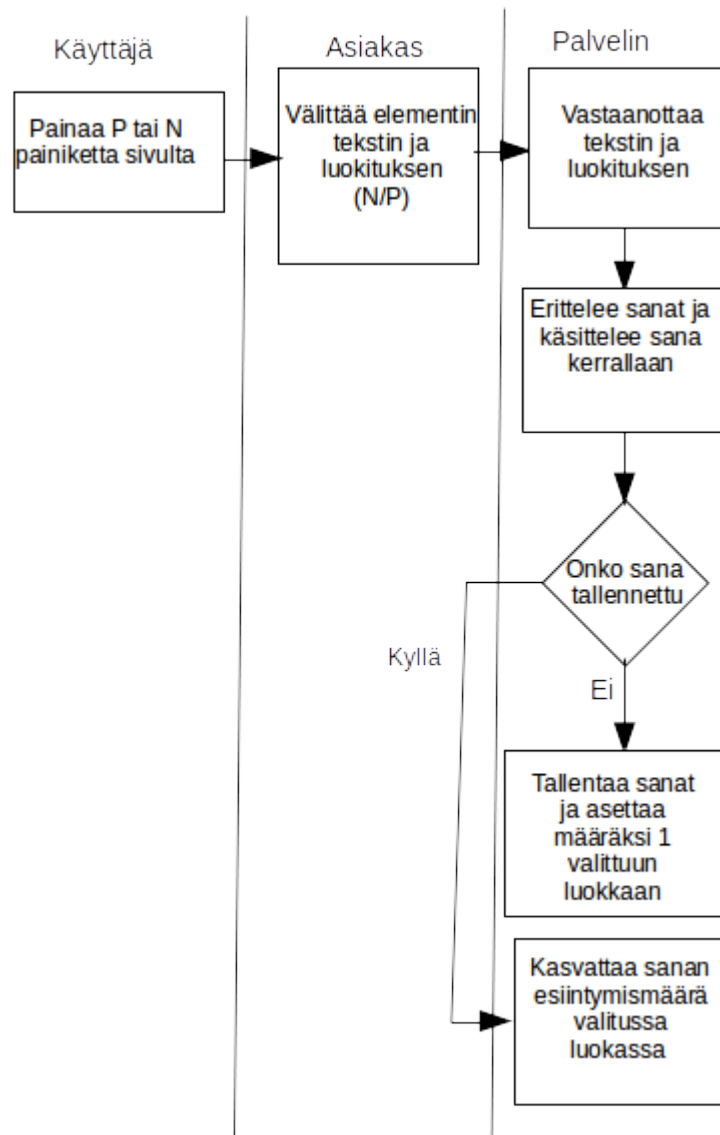 Käyttäjä
Asiakas
Palvelin
Painaa P tai N
painiketta sivulta
Välittää elementin
tekstin ja
luokituksen
(N/P)
Vastaanottaa
tekstin ja
luokituksen
Erittelee sanat ja
käsittelee sana
kerrallaan
Onko sana
tallennettu
Kyllä
Ei
Tallentaa sanat
ja asettaa
määräksi 1
valittuun
luokkaan
Kasvattaa sanan
esiintymismäärä
valitussa
luokassa